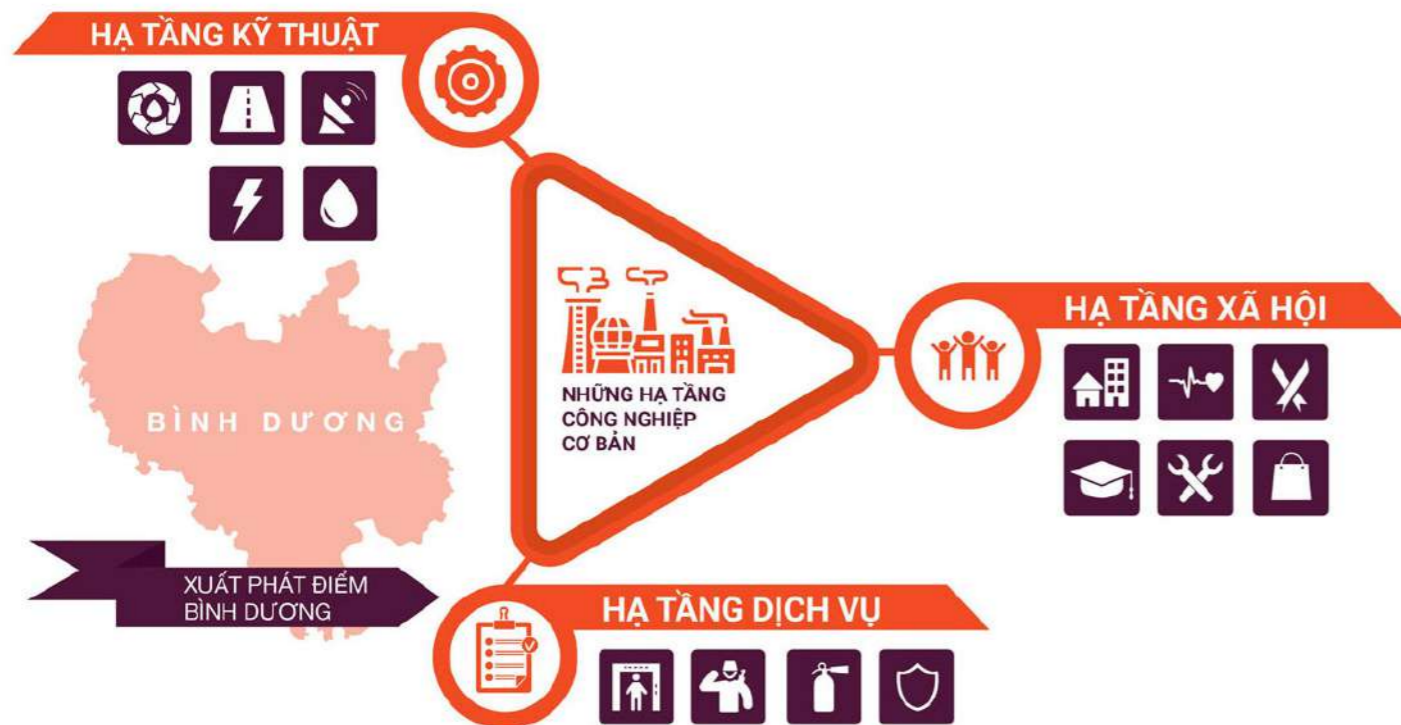 HẠ TẦNG KỸ THUẬT
NHỮNG HẠ TẦNG
CÔNG NGHIỆP
CƠ BẢN
HẠ TẦNG XÃ HỘI
BÌNH DƯƠNG
XUẤT PHÁT ĐIỂM
BÌNH DƯƠNG
HẠ TẦNG DỊCH VỤ